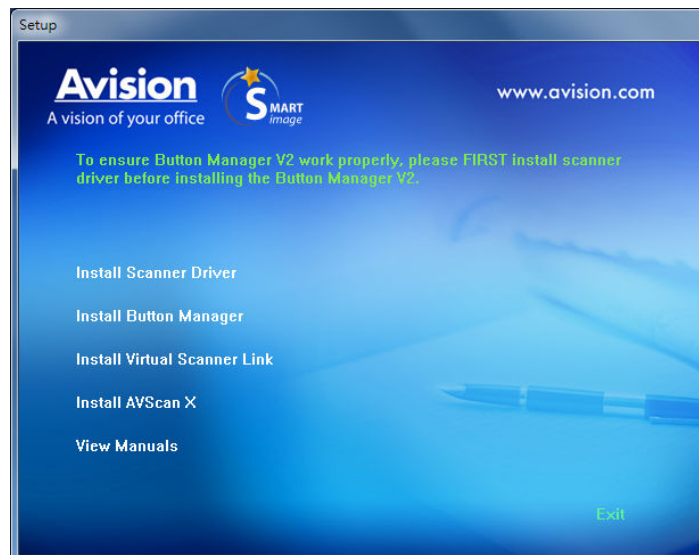 Setup
Avision
A vision of your office
SMART
image
www.avision.com
To ensure Button Manager V2 work properly, please FIRST install scanner
driver before installing the Button Manager V2.
Install Scanner Driver
Install Button Manager
Install Virtual Scanner Link
Install AVScan X
View Manuals
Exit